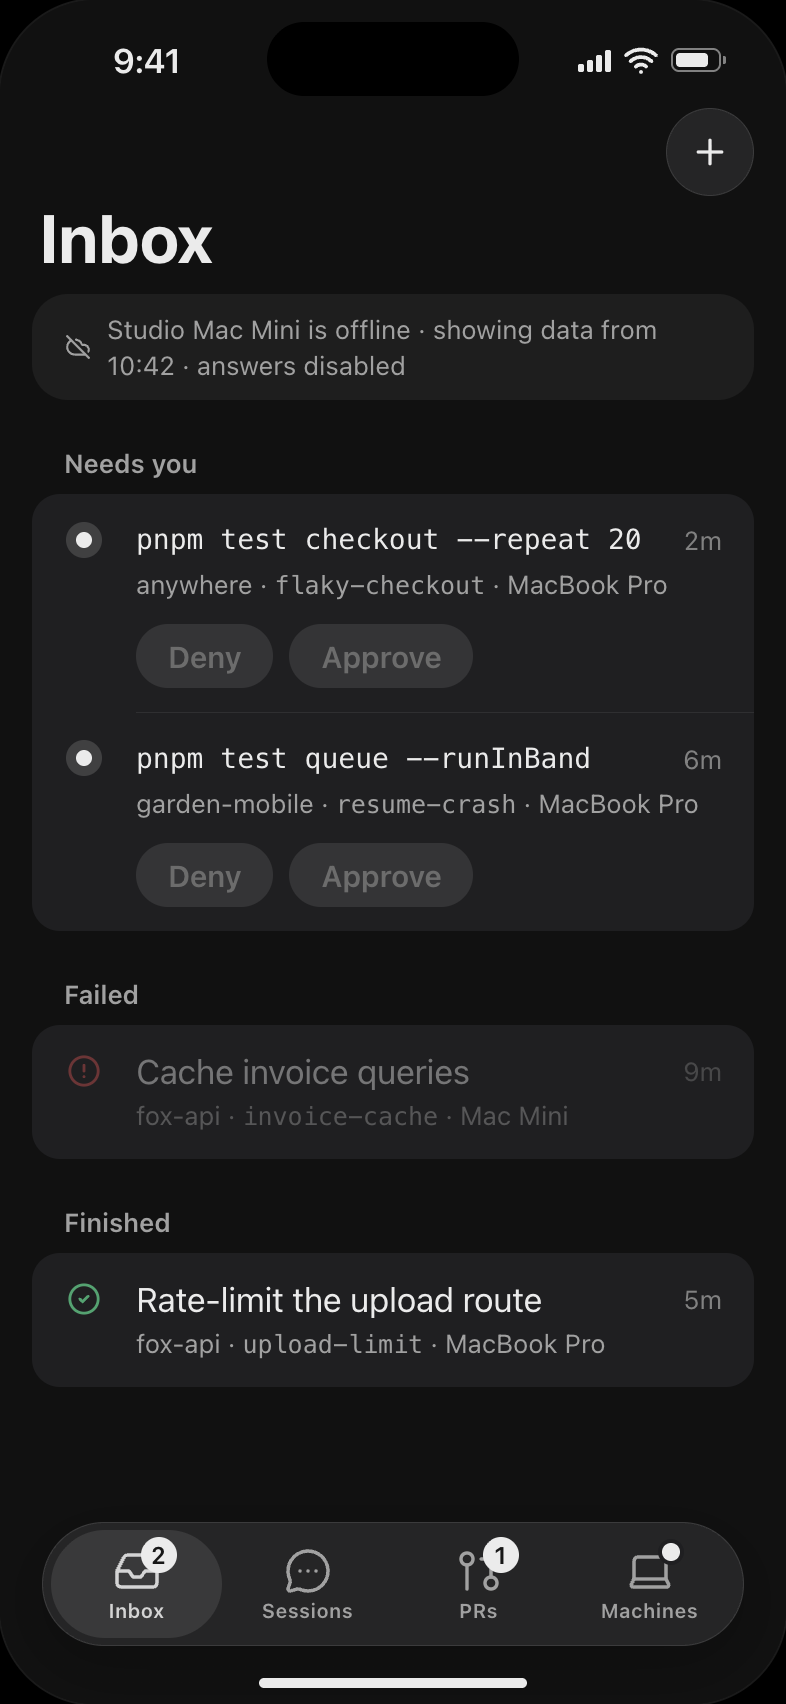 9:41
Inbox
Studio Mac Mini is offline · showing data from
10:42 · answers disabled
Needs you
pnpm test checkout --repeat 20 2m
anywhere · flaky-checkout · MacBook Pro
Deny Approve
pnpm test queue --runInBand 6m
garden-mobile · resume-crash · MacBook Pro
Deny Approve
Failed
Cache invoice queries 9m
fox-api · invoice-cache · Mac Mini
Finished
Rate-limit the upload route 5m
fox-api · upload-limit · MacBook Pro
2 1
Inbox Sessions PRs Machines